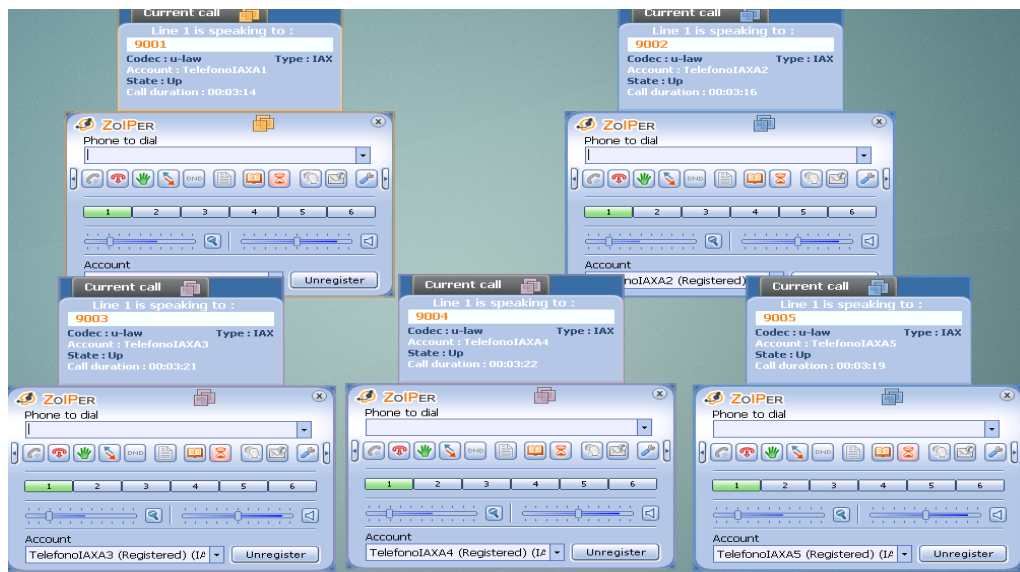 Current call
Line 1 is speaking to :
9001
Codec : u-law Type : IAX
Account : TelefonoIAXA1
State : Up
Call duration : 00:03:14
ZOIPER
Phone to dial
DND
1 2 3 4 5 6
Account
Unregister
Current call
Line 1 is speaking to :
9002
Codec : u-law Type : IAX
Account : TelefonoIAXA2
State : Up
Call duration : 00:03:16
ZOIPER
Phone to dial
DND
1 2 3 4 5 6
Account
noIAXA2 (Registered)
Current call
Line 1 is speaking to :
9003
Codec : u-law Type : IAX
Account : TelefonoIAXA3
State : Up
Call duration : 00:03:21
ZOIPER
Phone to dial
DND
1 2 3 4 5 6
Account
TelefonoIAXA3 (Registered) (IA Unregister
Current call
Line 1 is speaking to :
9004
Codec : u-law Type : IAX
Account : TelefonoIAXA4
State : Up
Call duration : 00:03:22
ZOIPER
Phone to dial
DND
1 2 3 4 5 6
Account
TelefonoIAXA4 (Registered) (IA Unregister
Current call
Line 1 is speaking to :
9005
Codec : u-law Type : IAX
Account : TelefonoIAXA5
State : Up
Call duration : 00:03:19
ZOIPER
Phone to dial
DND
1 2 3 4 5 6
Account
TelefonoIAXA5 (Registered) (IA Unregister